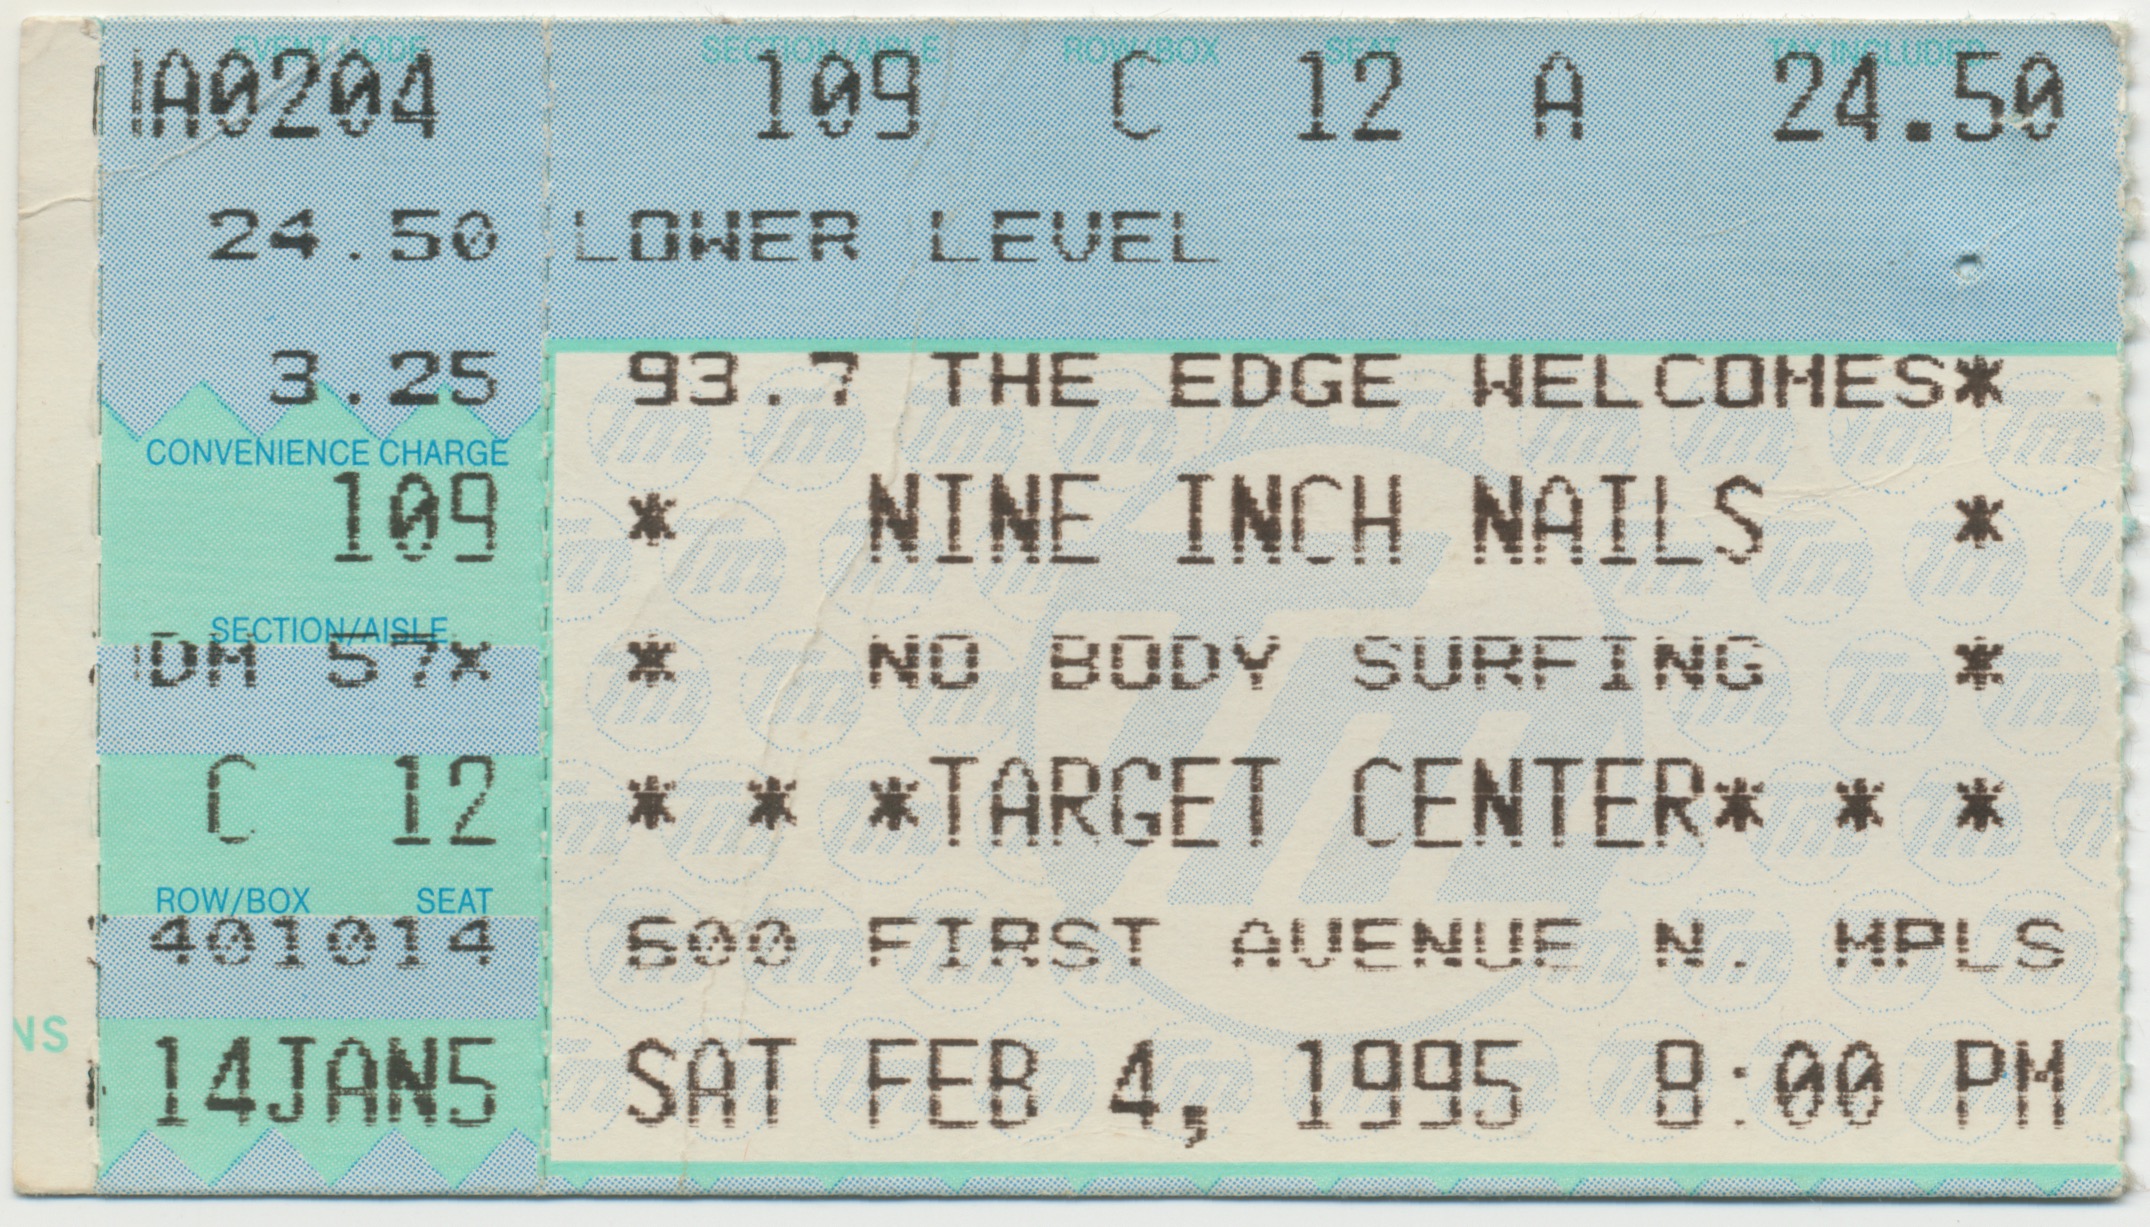 EVENT CODE
IA0204
24.50
3.25
CONVENIENCE CHARGE
109
SECTION/AISLE
DM 57*
C 12
ROW/BOX SEAT
401014
14JAN5
NS
SECTION/AISLE ROW/BOX SEAT TAX INCLUDED
109 C 12 A 24.50
LOWER LEVEL
93.7 THE EDGE WELCOMES*
* NINE INCH NAILS *
* NO BODY SURFING *
* * *TARGET CENTER* * *
600 FIRST AVENUE N. MPLS
SAT FEB 4, 1995 8:00 PM